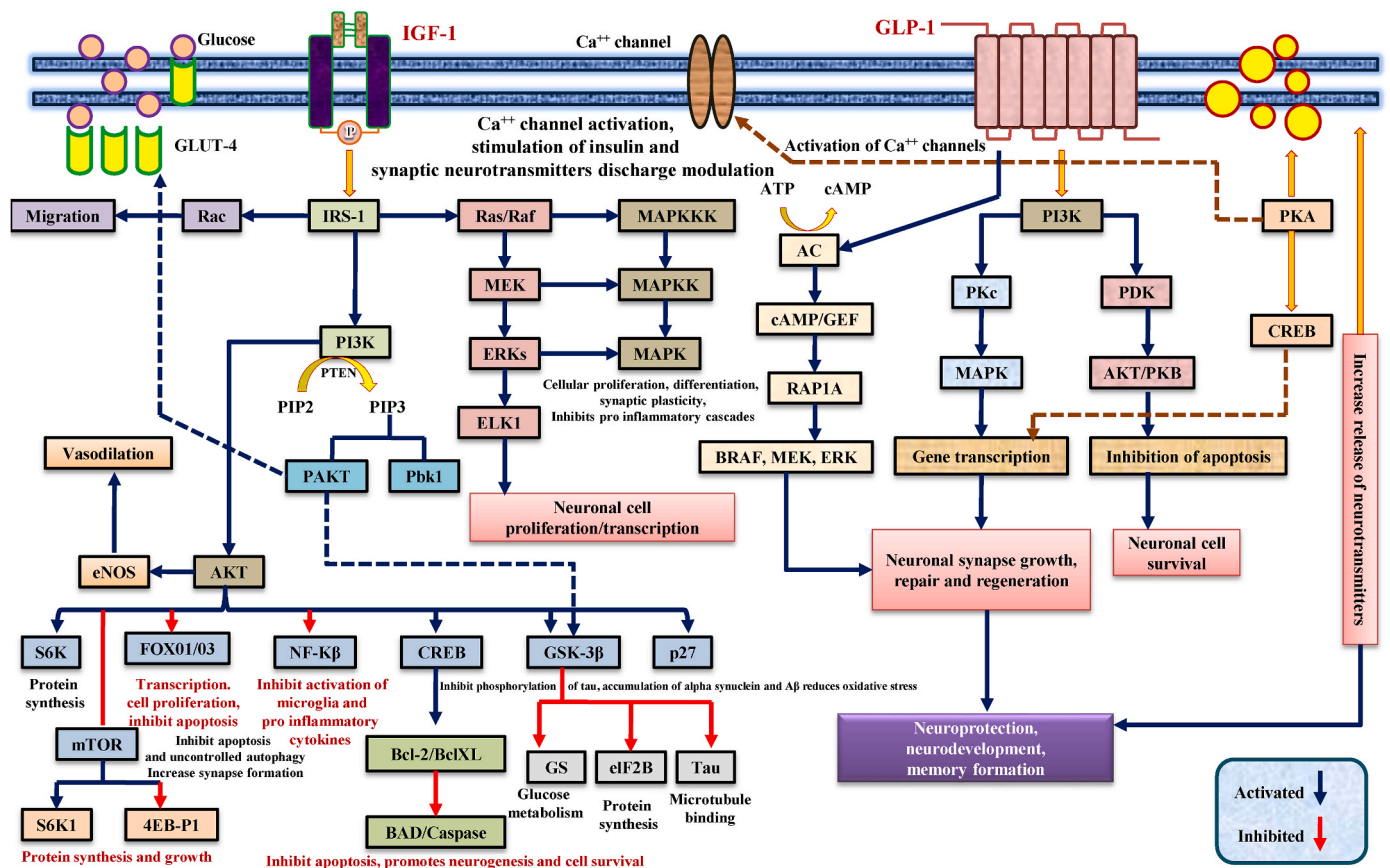 Glucose
IGF-1
Ca++ channel
GLP-1
P
GLUT-4
Ca++ channel activation,
stimulation of insulin and
synaptic neurotransmitters discharge modulation
Activation of Ca++ channels
ATP
cAMP
Migration
Rac
IRS-1
Ras/Raf
MAPKKK
AC
PI3K
PKA
MEK
MAPKK
PKc
PDK
cAMP/GEF
CREB
PI3K
PTEN
PIP2
PIP3
ERKs
MAPK
Cellular proliferation, differentiation,
synaptic plasticity,
Inhibits pro inflammatory cascades
RAP1A
MAPK
AKT/PKB
ELK1
Vasodilation
PAKT
Pbk1
BRAF, MEK, ERK
Gene transcription
Inhibition of apoptosis
Increase release of neurotransmitters
Neuronal cell
proliferation/transcription
Neuronal synapse growth,
repair and regeneration
Neuronal cell
survival
eNOS
AKT
S6K
FOX01/03
NF-Kβ
CREB
GSK-3β
p27
Protein
synthesis
Transcription.
cell proliferation,
inhibit apoptosis
Inhibit activation of
microglia and
pro inflammatory
cytokines
Inhibit phosphorylation of tau, accumulation of alpha synuclein and Aβ reduces oxidative stress
mTOR
Inhibit apoptosis
and uncontrolled autophagy
Increase synapse formation
Bcl-2/BclXL
GS
elF2B
Tau
Glucose
metabolism
Protein
synthesis
Microtubule
binding
Neuroprotection,
neurodevelopment,
memory formation
S6K1
4EB-P1
BAD/Caspase
Protein synthesis and growth
Inhibit apoptosis, promotes neurogenesis and cell survival
Activated
Inhibited